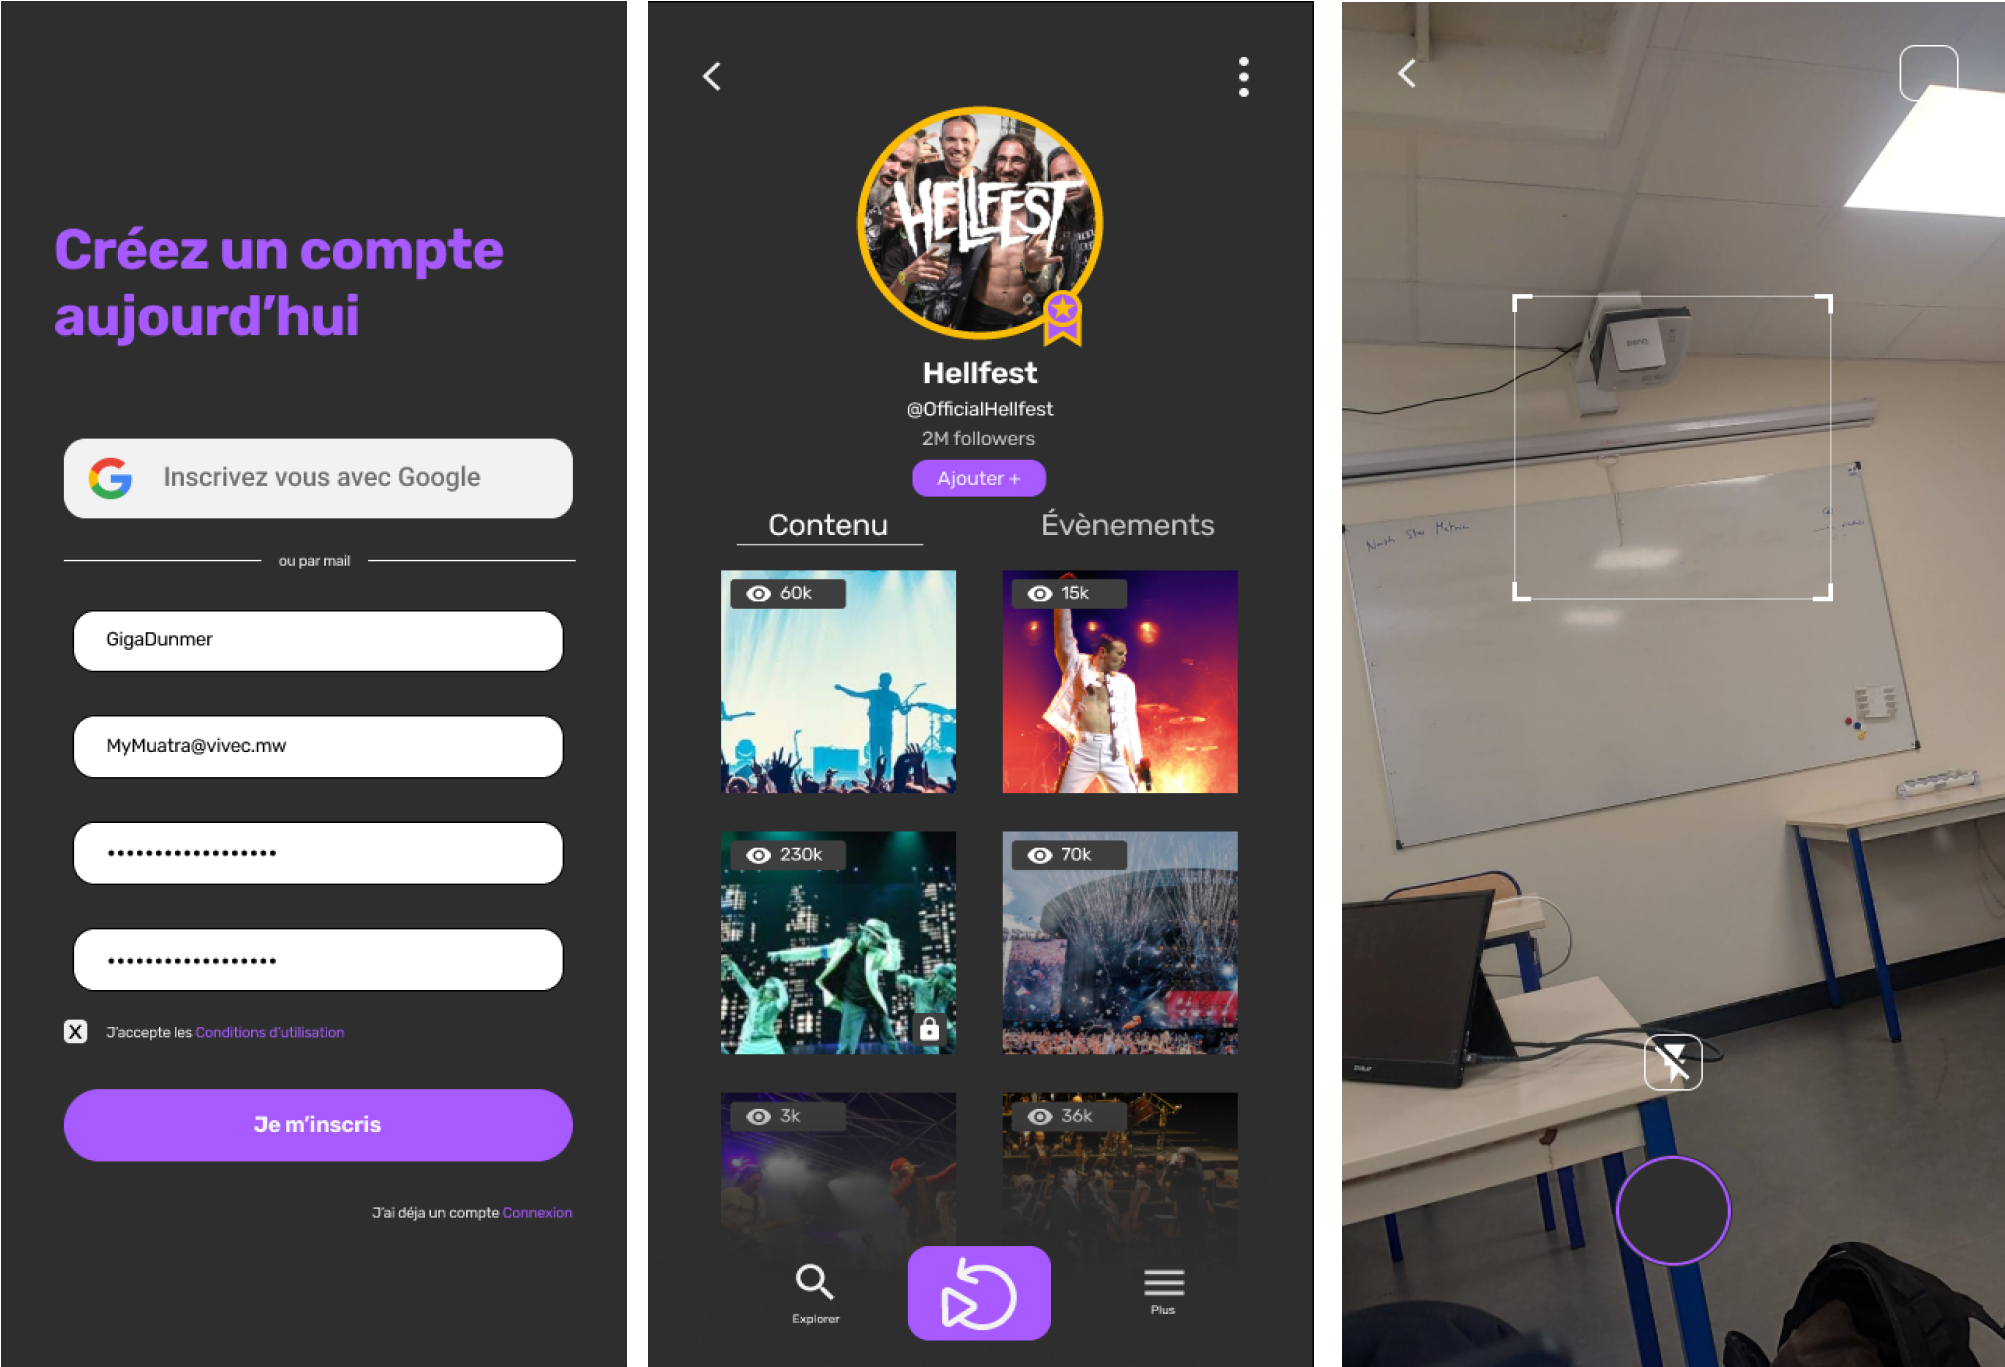 Créez un compte
aujourd’hui
Inscrivez vous avec Google
ou par mail
GigaDunmer
MyMuatra@vivec.mw
••••••••••••••••••
••••••••••••••••••
X J’accepte les Conditions d’utilisation
Je m’inscris
J’ai déja un compte Connexion
HELLFEST
Hellfest
@OfficialHellfest
2M followers
Ajouter +
Contenu Évènements
60k 15k
230k 70k
3k 36k
Explorer
Plus
BenQ
North Star Metric